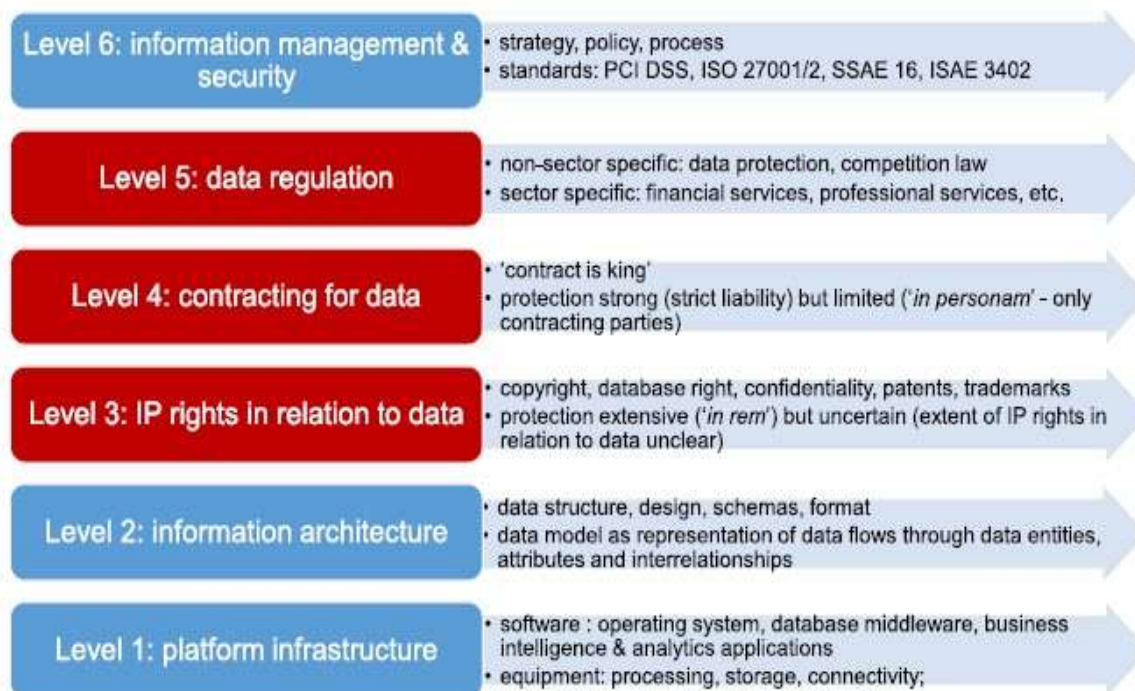 Level 6: information management &
security
• strategy, policy, process
• standards: PCI DSS, ISO 27001/2, SSAE 16, ISAE 3402
Level 5: data regulation
• non-sector specific: data protection, competition law
• sector specific: financial services, professional services, etc.
Level 4: contracting for data
• 'contract is king'
• protection strong (strict liability) but limited ('in personam' - only
contracting parties)
Level 3: IP rights in relation to data
• copyright, database right, confidentiality, patents, trademarks
• protection extensive ('in rem') but uncertain (extent of IP rights in
relation to data unclear)
Level 2: information architecture
• data structure, design, schemas, format
• data model as representation of data flows through data entities,
attributes and interrelationships
Level 1: platform infrastructure
• software : operating system, database middleware, business
intelligence & analytics applications
• equipment: processing, storage, connectivity;